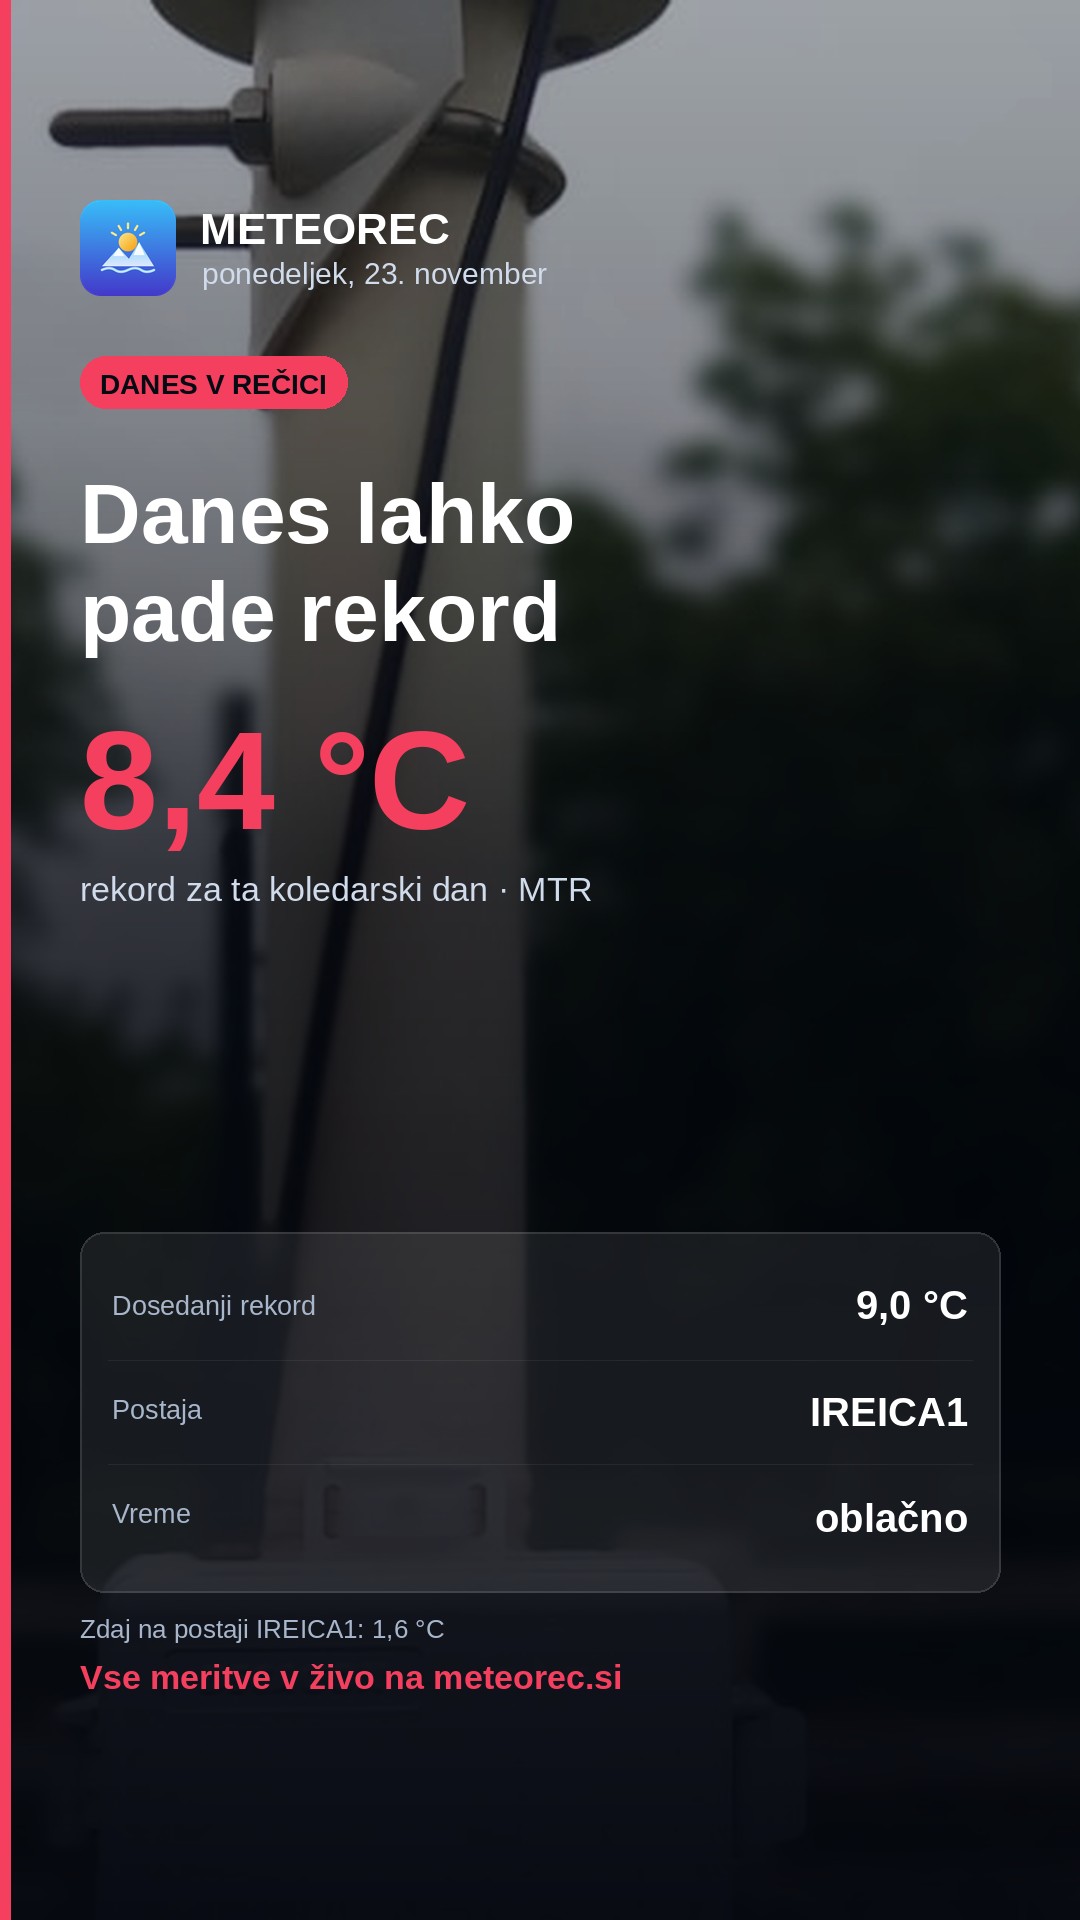 METEOREC
ponedeljek, 23. november
DANES V REČICI
Danes lahko
pade rekord
8,4 °C
rekord za ta koledarski dan · MTR
Dosedanji rekord
9,0 °C
Postaja
IREICA1
Vreme
oblačno
Zdaj na postaji IREICA1: 1,6 °C
Vse meritve v živo na meteorec.si